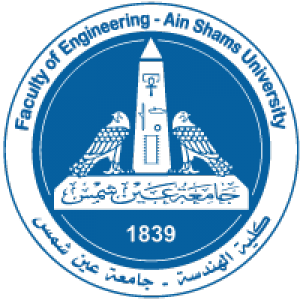 Faculty of Engineering - Ain Shams University
جامعة عين شمس
1839
كلية الهندسة - جامعة عين شمس